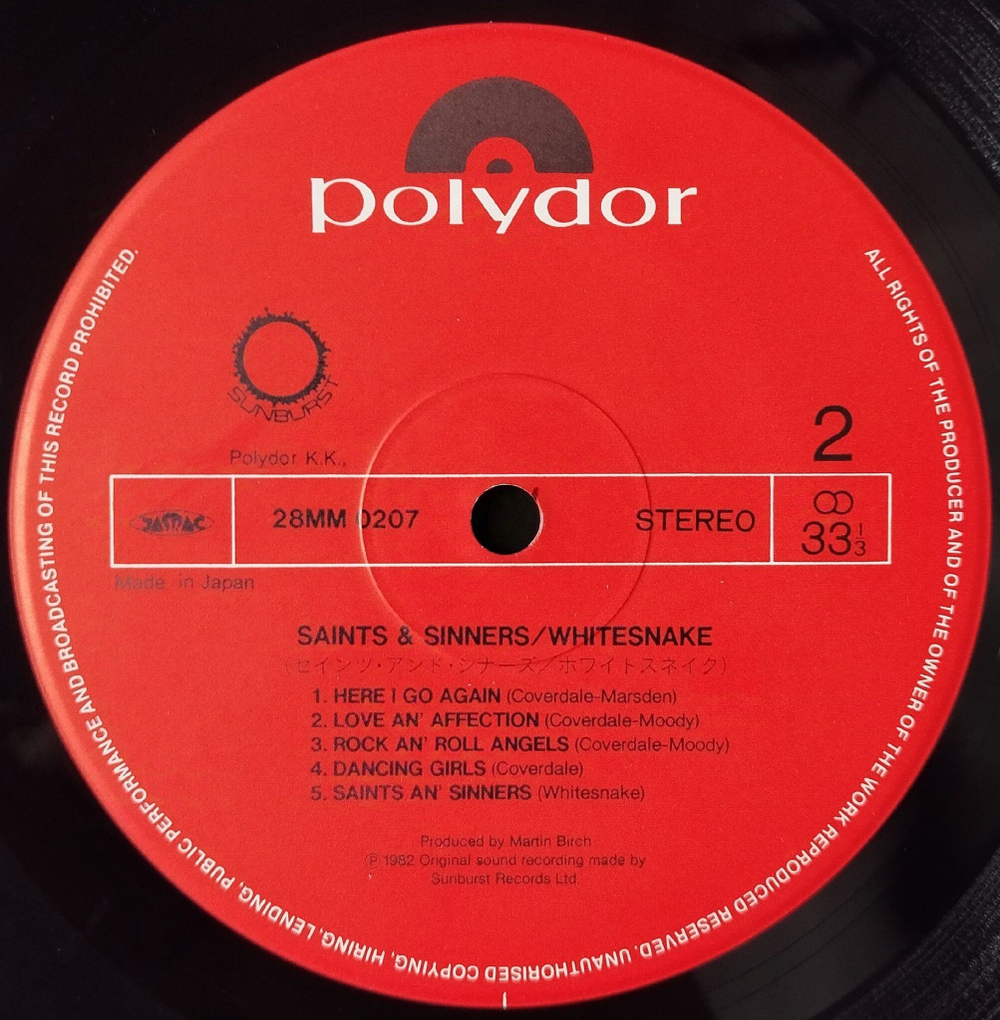 polydor
SUNBURST
Polydor K.K.,
2
JASRAC
28MM 0207
STEREO
33 1/3
Made in Japan
SAINTS & SINNERS/WHITESNAKE
(セインツ・アンド・シナーズ/ホワイトスネイク)
1. HERE I GO AGAIN (Coverdale-Marsden)
2. LOVE AN' AFFECTION (Coverdale-Moody)
3. ROCK AN' ROLL ANGELS (Coverdale-Moody)
4. DANCING GIRLS (Coverdale)
5. SAINTS AN' SINNERS (Whitesnake)
Produced by Martin Birch
Ⓟ 1982 Original sound recording made by
Sunburst Records Ltd.
ALL RIGHTS OF THE PRODUCER AND OF THE OWNER OF THE WORK REPRODUCED RESERVED. UNAUTHORISED COPYING, HIRING, LENDING, PUBLIC PERFORMANCE AND BROADCASTING OF THIS RECORD PROHIBITED.